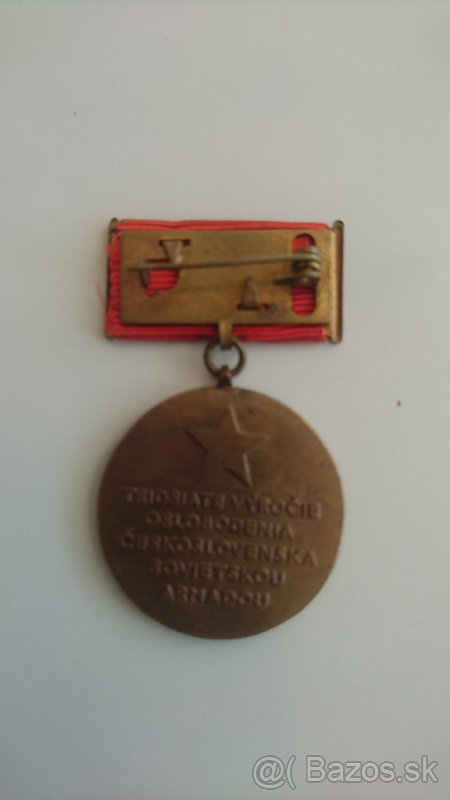 TRIDSIATE VÝROČIE
OSLOBODENIA
ČESKOSLOVENSKA
SOVIETSKOU
ARMÁDOU
@( Bazos.sk